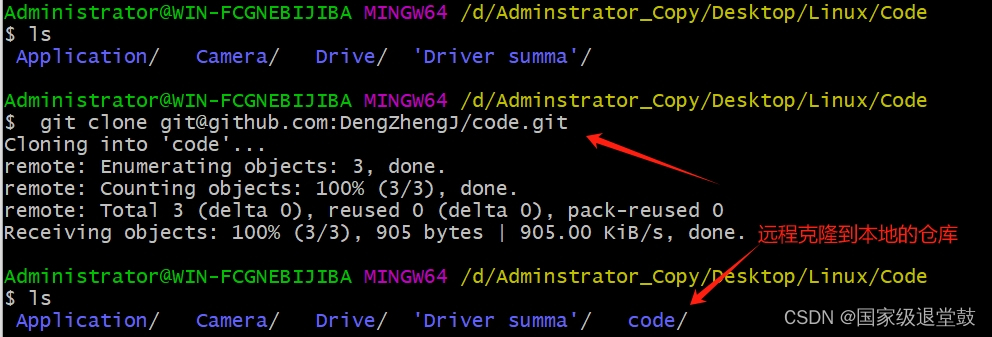 Administrator@WIN-FCGNEBIJIBA MINGW64 /d/Adminstrator_Copy/Desktop/Linux/Code
$ ls
Application/ Camera/ Drive/ 'Driver summa'/
Administrator@WIN-FCGNEBIJIBA MINGW64 /d/Adminstrator_Copy/Desktop/Linux/Code
$ git clone git@github.com:DengZhengJ/code.git
Cloning into 'code'...
remote: Enumerating objects: 3, done.
remote: Counting objects: 100% (3/3), done.
remote: Total 3 (delta 0), reused 0 (delta 0), pack-reused 0
Receiving objects: 100% (3/3), 905 bytes | 905.00 KiB/s, done.
远程克隆到本地的仓库
Administrator@WIN-FCGNEBIJIBA MINGW64 /d/Adminstrator_Copy/Desktop/Linux/Code
$ ls
Application/ Camera/ Drive/ 'Driver summa'/ code/
CSDN @国家级退堂鼓